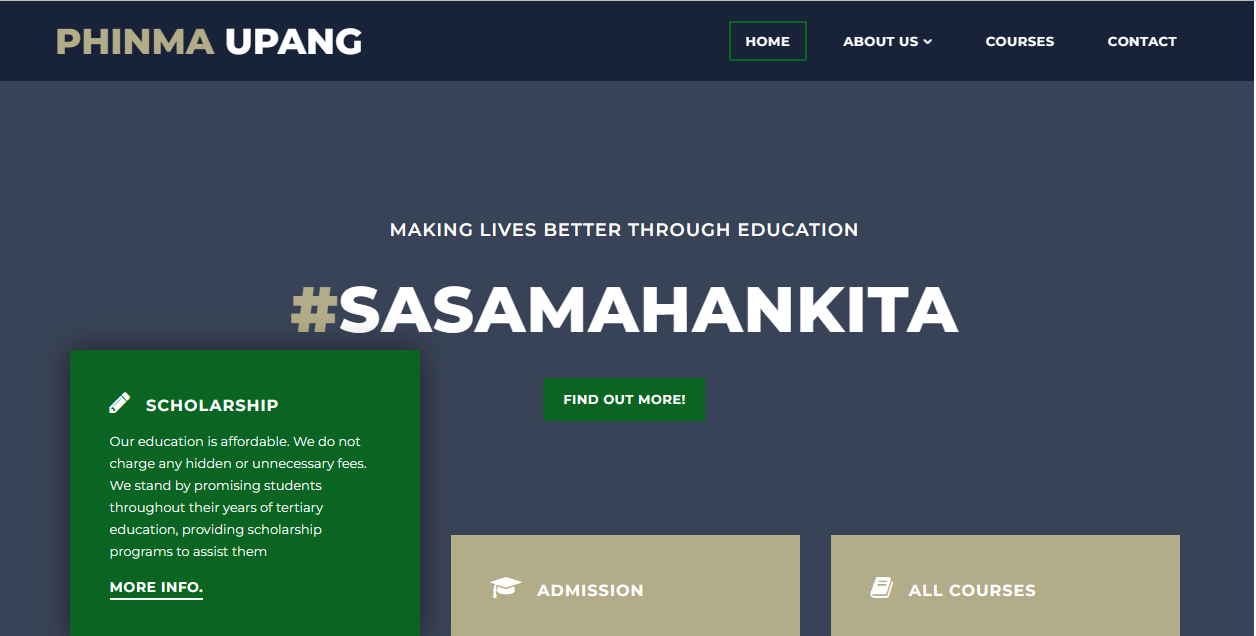 PHINMA UPANG
HOME
ABOUT US
COURSES
CONTACT
MAKING LIVES BETTER THROUGH EDUCATION
#SASAMAHANKITA
FIND OUT MORE!
SCHOLARSHIP
Our education is affordable. We do not
charge any hidden or unnecessary fees.
We stand by promising students
throughout their years of tertiary
education, providing scholarship
programs to assist them
MORE INFO.
ADMISSION
ALL COURSES